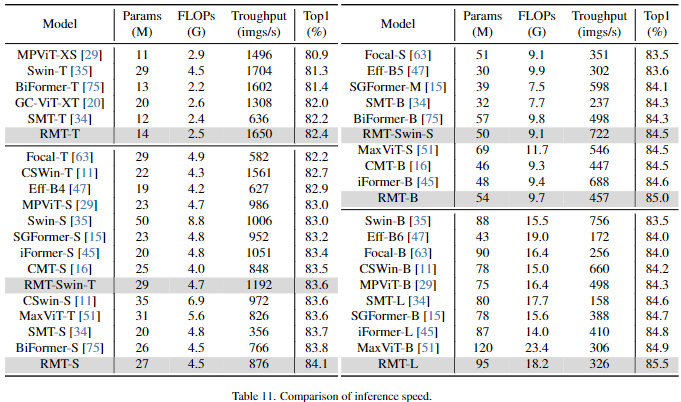 Model Params (M) FLOPs (G) Troughput (imgs/s) Top1 (%)
MPViT-XS [29] 11 2.9 1496 80.9
Swin-T [35] 29 4.5 1704 81.3
BiFormer-T [75] 13 2.2 1602 81.4
GC-ViT-XT [20] 20 2.6 1308 82.0
SMT-T [34] 12 2.4 636 82.2
RMT-T 14 2.5 1650 82.4
Focal-T [63] 29 4.9 582 82.2
CSWin-T [11] 22 4.3 1561 82.7
Eff-B4 [47] 19 4.2 627 82.9
MPViT-S [29] 23 4.7 986 83.0
Swin-S [35] 50 8.8 1006 83.0
SGFormer-S [15] 23 4.8 952 83.2
iFormer-S [45] 20 4.8 1051 83.4
CMT-S [16] 25 4.0 848 83.5
RMT-Swin-T 29 4.7 1192 83.6
CSwin-S [11] 35 6.9 972 83.6
MaxViT-T [51] 31 5.6 826 83.6
SMT-S [34] 20 4.8 356 83.7
BiFormer-S [75] 26 4.5 766 83.8
RMT-S 27 4.5 876 84.1
Model Params (M) FLOPs (G) Troughput (imgs/s) Top1 (%)
Focal-S [63] 51 9.1 351 83.5
Eff-B5 [47] 30 9.9 302 83.6
SGFormer-M [15] 39 7.5 598 84.1
SMT-B [34] 32 7.7 237 84.3
BiFormer-B [75] 57 9.8 498 84.3
RMT-Swin-S 50 9.1 722 84.5
MaxViT-S [51] 69 11.7 546 84.5
CMT-B [16] 46 9.3 447 84.5
iFormer-B [45] 48 9.4 688 84.6
RMT-B 54 9.7 457 85.0
Swin-B [35] 88 15.5 756 83.5
Eff-B6 [47] 43 19.0 172 84.0
Focal-B [63] 90 16.4 256 84.0
CSWin-B [11] 78 15.0 660 84.2
MPViT-B [29] 75 16.4 498 84.3
SMT-L [34] 80 17.7 158 84.6
SGFormer-B [15] 78 15.6 388 84.7
iFormer-L [45] 87 14.0 410 84.8
MaxViT-B [51] 120 23.4 306 84.9
RMT-L 95 18.2 326 85.5
Table 11. Comparison of inference speed.